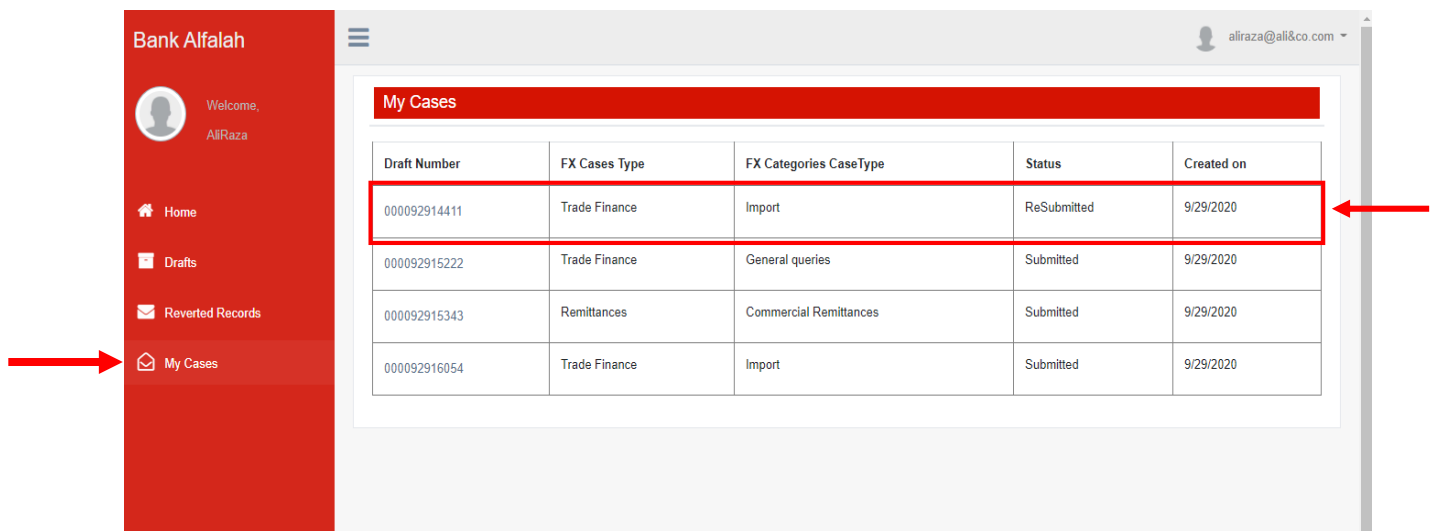 Bank Alfalah
aliraza@ali&co.com
Welcome,
AliRaza
Home
Drafts
Reverted Records
My Cases
My Cases
Draft Number FX Cases Type FX Categories CaseType Status Created on
000092914411 Trade Finance Import ReSubmitted 9/29/2020
000092915222 Trade Finance General queries Submitted 9/29/2020
000092915343 Remittances Commercial Remittances Submitted 9/29/2020
000092916054 Trade Finance Import Submitted 9/29/2020